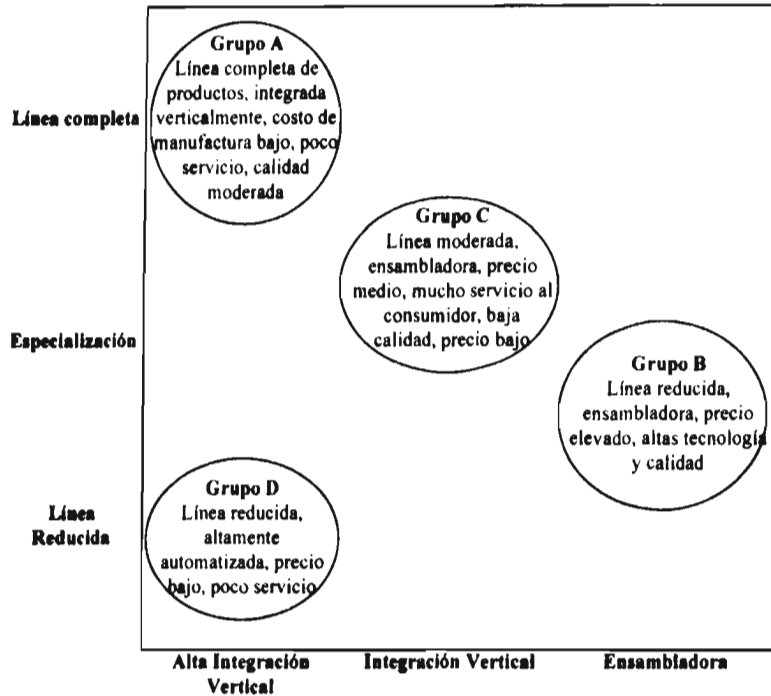 Grupo A
Línea completa de
productos, integrada
verticalmente, costo de
manufactura bajo, poco
servicio, calidad
moderada
Línea completa
Grupo C
Línea moderada,
ensambladora, precio
medio, mucho servicio al
consumidor, baja
calidad, precio bajo
Especialización
Grupo B
Línea reducida,
ensambladora, precio
elevado, altas tecnología
y calidad
Grupo D
Línea reducida,
altamente
automatizada, precio
bajo, poco servicio
Línea
Reducida
Alta Integración
Vertical
Integración Vertical
Ensambladora